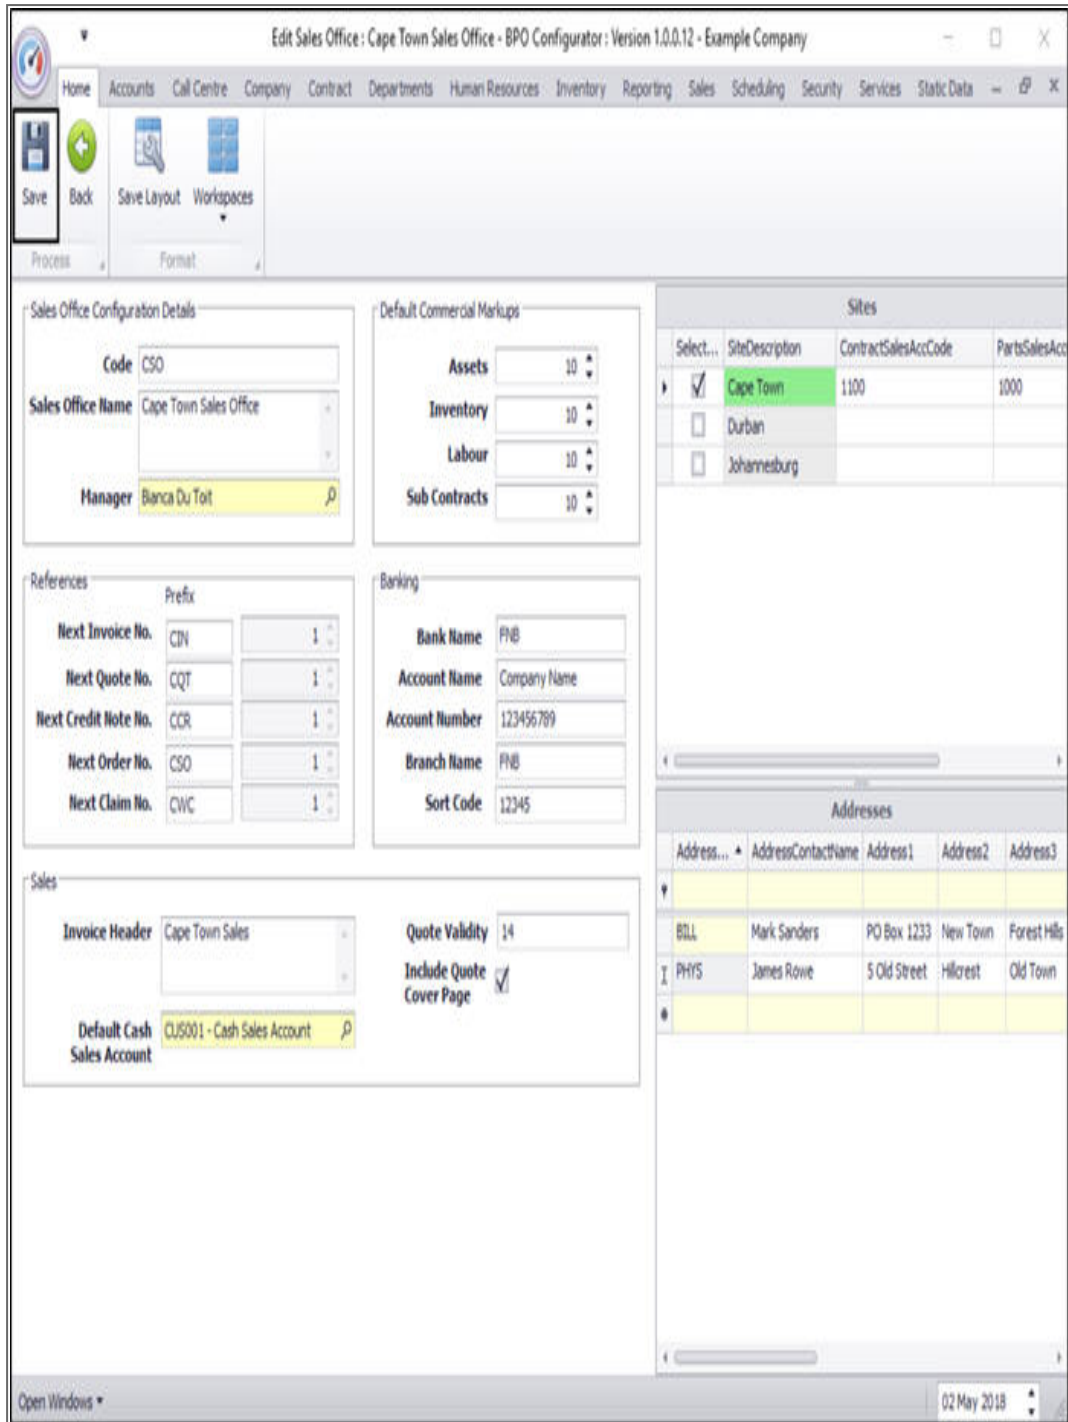 Edit Sales Office : Cape Town Sales Office - BPO Configurator : Version 1.0.0.12 - Example Company
Home Accounts Call Centre Company Contract Departments Human Resources Inventory Reporting Sales Scheduling Security Services Static Data
Save Back Save Layout Workspaces
Process Format
Sales Office Configuration Details
Code CSO
Sales Office Name Cape Town Sales Office
Manager Bianca Du Toit
Default Commercial Markups
Assets 10
Inventory 10
Labour 10
Sub Contracts 10
References
Prefix
Next Invoice No. CIN 1
Next Quote No. CQT 1
Next Credit Note No. CCR 1
Next Order No. CSO 1
Next Claim No. CWC 1
Banking
Bank Name FNB
Account Name Company Name
Account Number 123456789
Branch Name FNB
Sort Code 12345
Sales
Invoice Header Cape Town Sales
Default Cash Sales Account CUS001 - Cash Sales Account
Quote Validity 14
Include Quote
Cover Page
Sites
Select... SiteDescription ContractSalesAccCode PartsSalesAcc
Cape Town 1100 1000
Durban
Johannesburg
Addresses
Address... AddressContactName Address1 Address2 Address3
BILL Mark Sanders PO Box 1233 New Town Forest Hills
PHYS James Rowe 5 Old Street Hillcrest Old Town
Open Windows
02 May 2018